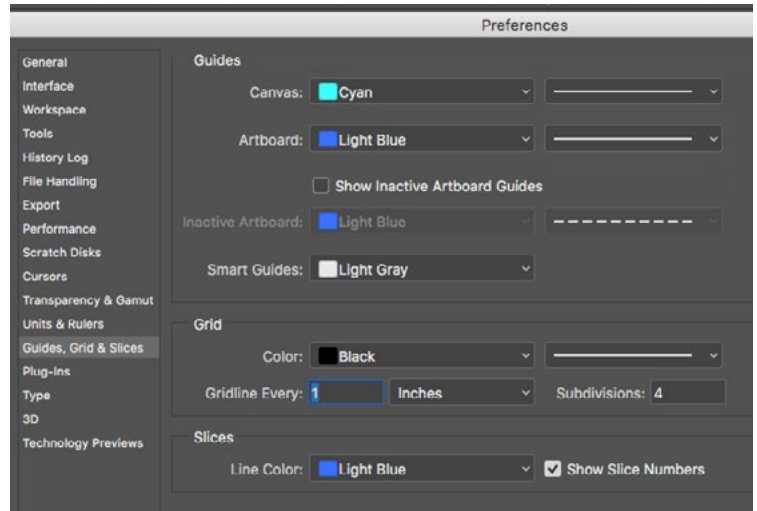 Preferences
General
Interface
Workspace
Tools
History Log
File Handling
Export
Performance
Scratch Disks
Cursors
Transparency & Gamut
Units & Rulers
Guides, Grid & Slices
Plug-Ins
Type
3D
Technology Previews
Guides
Canvas: Cyan
Artboard: Light Blue
Show Inactive Artboard Guides
Inactive Artboard: Light Blue
Smart Guides: Light Gray
Grid
Color: Black
Gridline Every: 1 Inches Subdivisions: 4
Slices
Line Color: Light Blue Show Slice Numbers